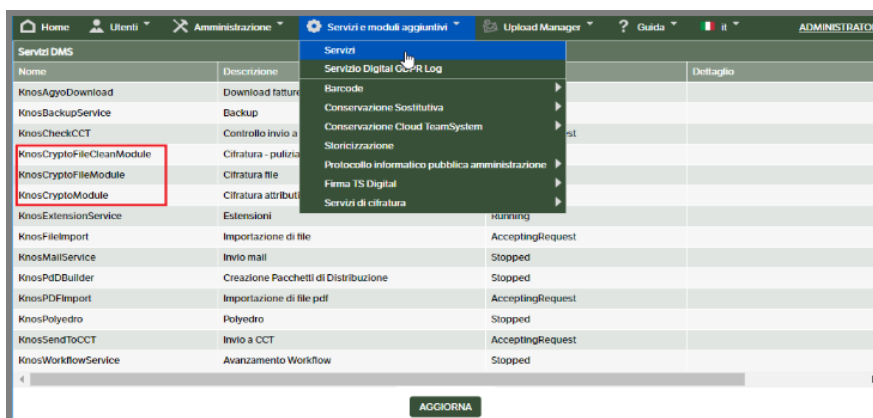 Home Utenti Amministrazione Servizi e moduli aggiuntivi Upload Manager ? Guida it ADMINISTRATO
Servizi DMS
Servizi
Servizio Digital GDPR Log
Barcode
Conservazione Sostitutiva
Conservazione Cloud TeamSystem
Storicizzazione
Protocollo informatico pubblica amministrazione
Firma TS Digital
Servizi di cifratura
Nome Descrizione Dettaglio
KnosAgyoDownload Download fatture
KnosBackupService Backup
KnosCheckCCT Controllo invio a est
KnosCryptoFileCleanModule Cifratura - pulizia
KnosCryptoFileModule Cifratura file
KnosCryptoModule Cifratura attributi
KnosExtensionService Estensioni Running
KnosFileImport Importazione di file AcceptingRequest
KnosMailService Invio mail Stopped
KnosPdDBuilder Creazione Pacchetti di Distribuzione Stopped
KnosPDFImport Importazione di file pdf AcceptingRequest
KnosPolyedro Polyedro Stopped
KnosSendToCCT Invio a CCT AcceptingRequest
KnosWorkflowService Avanzamento Workflow Stopped
AGGIORNA